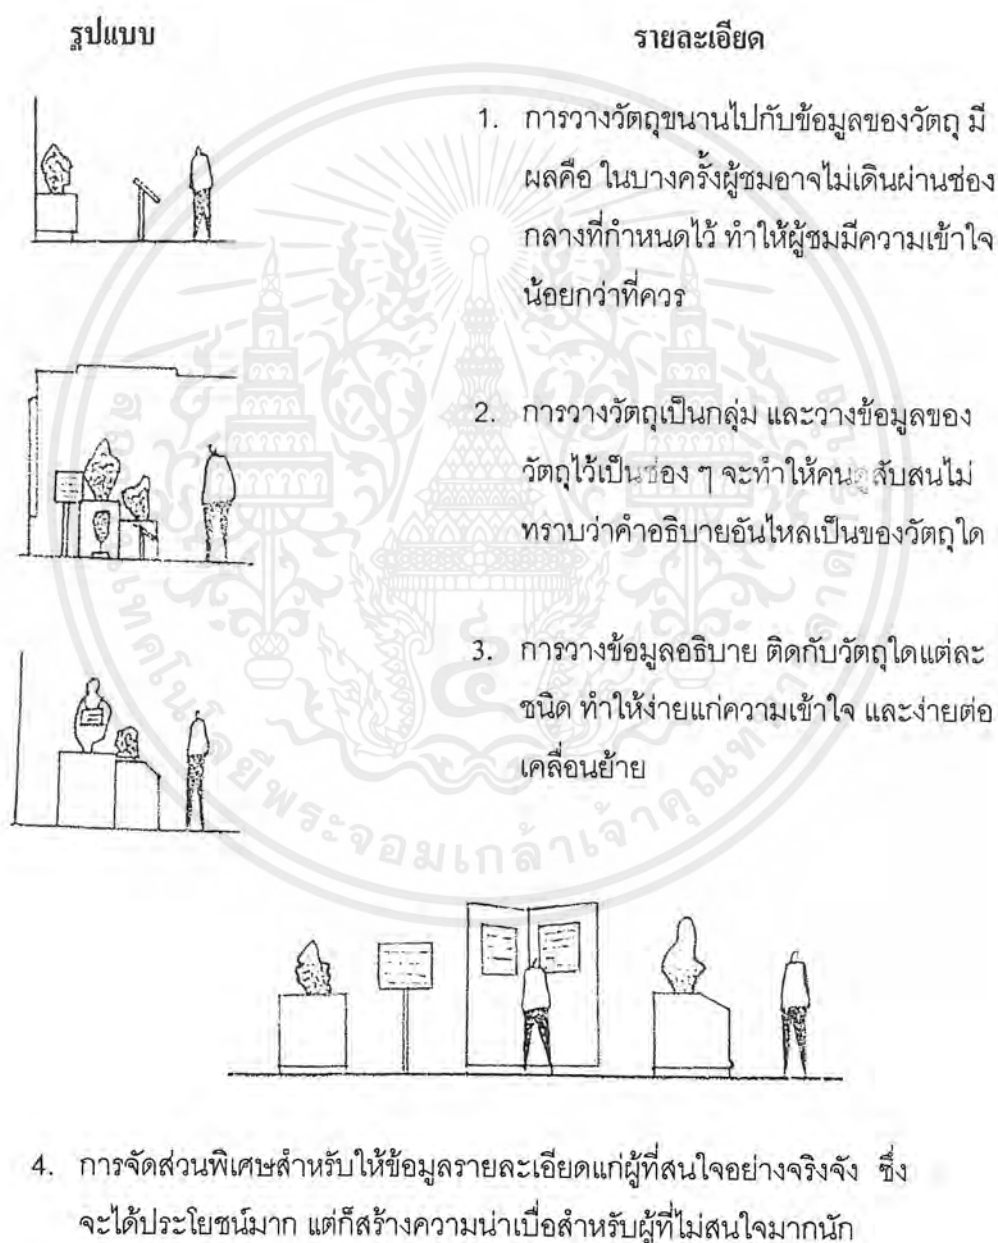 รูปแบบ
รายละเอียด
1. การวางวัตถุขนานไปกับข้อมูลของวัตถุ มี
ผลคือ ในบางครั้งผู้ชมอาจไม่เดินผ่านช่อง
กลางที่กำหนดไว้ ทำให้ผู้ชมมีความเข้าใจ
น้อยกว่าที่ควร
2. การวางวัตถุเป็นกลุ่ม และวางข้อมูลของ
วัตถุไว้เป็นช่อง ๆ จะทำให้คนดูสับสนไม่
ทราบว่าคำอธิบายอันไหลเป็นของวัตถุใด
3. การวางข้อมูลอธิบาย ติดกับวัตถุใดแต่ละ
ชนิด ทำให้ง่ายแก่ความเข้าใจ และง่ายต่อ
เคลื่อนย้าย
4. การจัดส่วนพิเศษสำหรับให้ข้อมูลรายละเอียดแก่ผู้ที่สนใจอย่างจริงจัง ซึ่ง
จะได้ประโยชน์มาก แต่ก็สร้างความน่าเบื่อสำหรับผู้ที่ไม่สนใจมากนัก